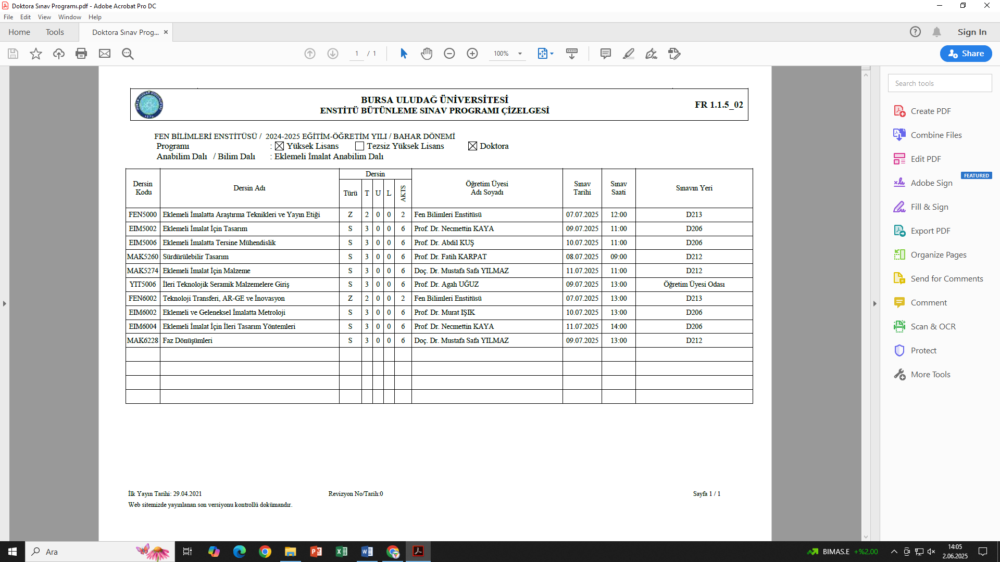 Doktora Sınav Programı.pdf - Adobe Acrobat Pro DC
File Edit View Window Help
Home Tools Doktora Sınav Prog... Sign In
1 / 1 100% Share
BURSA ULUDAĞ ÜNİVERSİTESİ
ENSTİTÜ BÜTÜNLEME SINAV PROGRAMI ÇİZELGESİ
FR 1.1.5_02
FEN BİLİMLERİ ENSTİTÜSÜ / 2024-2025 EĞİTİM-ÖĞRETİM YILI / BAHAR DÖNEMİ
Programı : Yüksek Lisans Tezsiz Yüksek Lisans Doktora
Anabilim Dalı / Bilim Dalı : Eklemeli İmalat Anabilim Dalı
Dersin Kodu Dersin Adı Dersin Türü T U L AKTS Öğretim Üyesi Adı Soyadı Sınav Tarihi Sınav Saati Sınavın Yeri
FEN5000 Eklemeli İmalatta Araştırma Teknikleri ve Yayın Etiği Z 2 0 0 2 Fen Bilimleri Enstitüsü 07.07.2025 12:00 D213
EIM5002 Eklemeli İmalat İçin Tasarım S 3 0 0 6 Prof. Dr. Necmettin KAYA 09.07.2025 11:00 D206
EIM5006 Eklemeli İmalatta Tersine Mühendislik S 3 0 0 6 Prof. Dr. Abdil KUŞ 10.07.2025 11:00 D206
MAK5260 Sürdürülebilir Tasarım S 3 0 0 6 Prof. Dr. Fatih KARPAT 08.07.2025 09:00 D212
MAK5274 Eklemeli İmalat İçin Malzeme S 3 0 0 6 Doç. Dr. Mustafa Safa YILMAZ 11.07.2025 11:00 D212
YIT5006 İleri Teknolojik Seramik Malzemelere Giriş S 3 0 0 6 Prof. Dr. Agah UĞUZ 09.07.2025 13:00 Öğretim Üyesi Odası
FEN6002 Teknoloji Transferi, AR-GE ve İnovasyon Z 2 0 0 2 Fen Bilimleri Enstitüsü 07.07.2025 13:00 D213
EIM6002 Eklemeli ve Geleneksel İmalatta Metroloji S 3 0 0 6 Prof. Dr. Murat IŞIK 10.07.2025 13:00 D206
EIM6004 Eklemeli İmalat İçin İleri Tasarım Yöntemleri S 3 0 0 6 Prof. Dr. Necmettin KAYA 11.07.2025 14:00 D206
MAK6228 Faz Dönüşümleri S 3 0 0 6 Doç. Dr. Mustafa Safa YILMAZ 09.07.2025 13:00 D212
İlk Yayın Tarihi: 29.04.2021 Revizyon No/Tarih:0 Sayfa 1 / 1
Web sitemizde yayınlanan son versiyonu kontrollü dokümandır.
Search tools
Create PDF
Combine Files
Edit PDF
FEATURED
Adobe Sign
Fill & Sign
Export PDF
Organize Pages
Send for Comments
Comment
Scan & OCR
Protect
More Tools
Ara
BIMAS.E +%2,00
14:05
2.06.2025